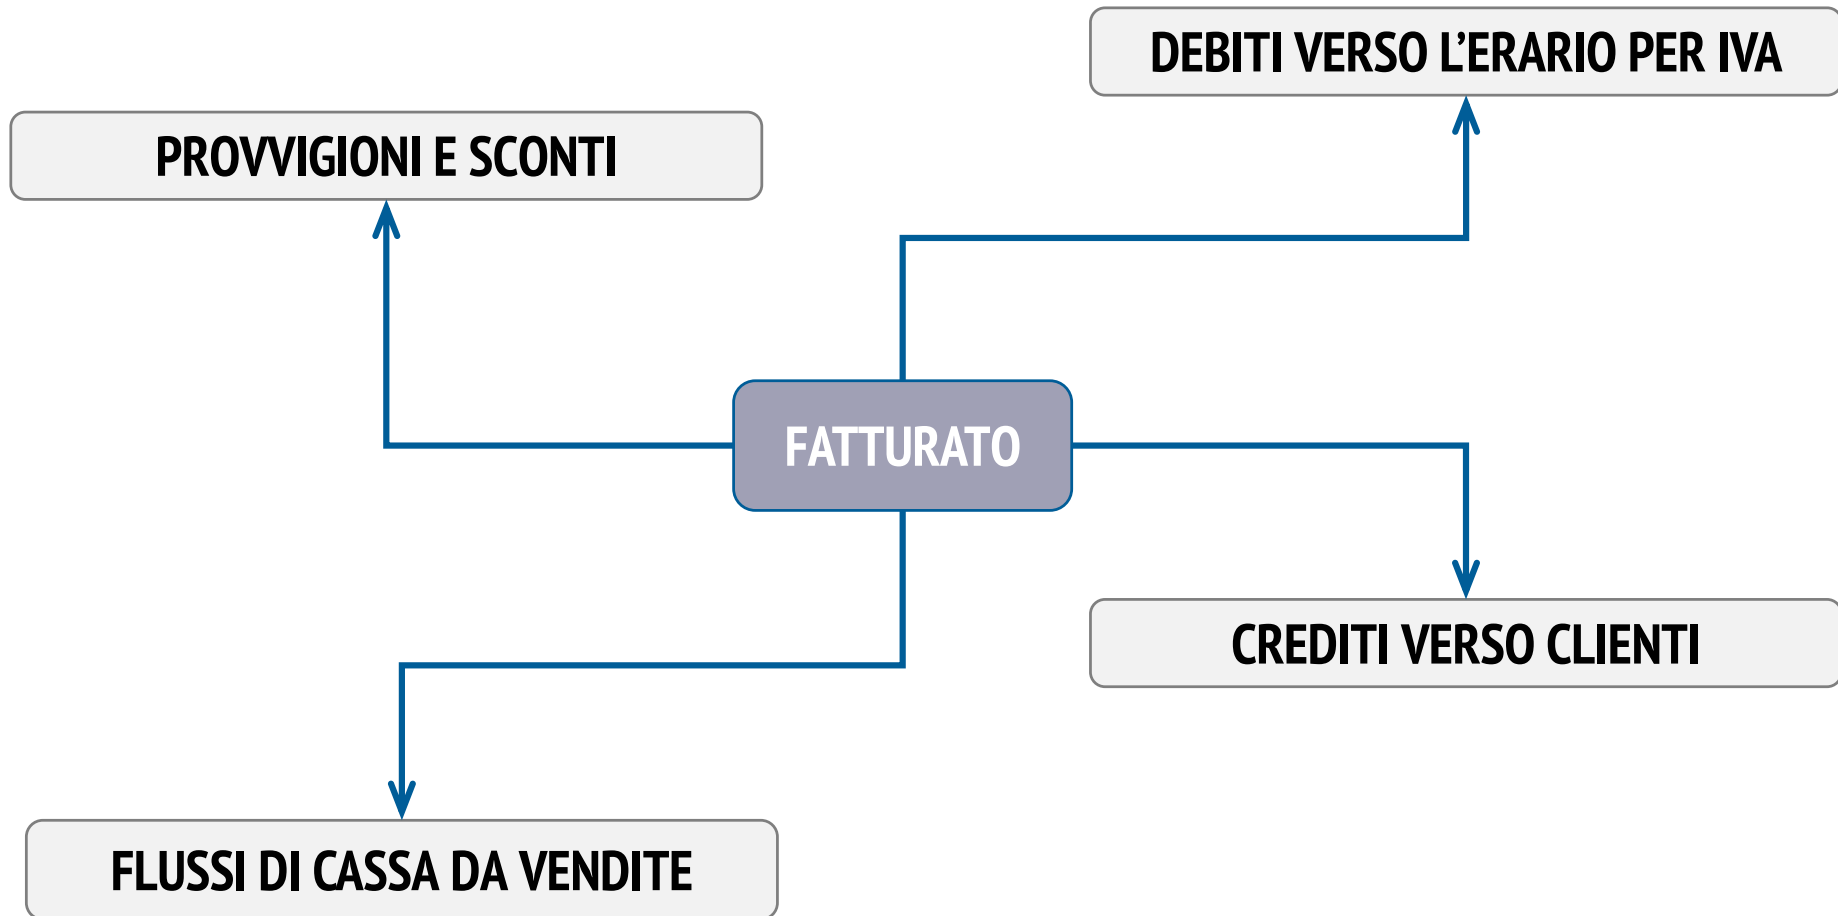 DEBITI VERSO L’ERARIO PER IVA
PROVVIGIONI E SCONTI
FATTURATO
CREDITI VERSO CLIENTI
FLUSSI DI CASSA DA VENDITE